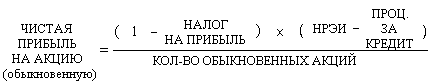 ЧИСТАЯ
ПРИБЫЛЬ
НА АКЦИЮ
(обыкновенную)
=
( 1 - НАЛОГ
НА ПРИБЫЛЬ ) x ( НРЭИ - ПРОЦ.
ЗА
КРЕДИТ )
КОЛ-ВО ОБЫКНОВЕННЫХ АКЦИЙ